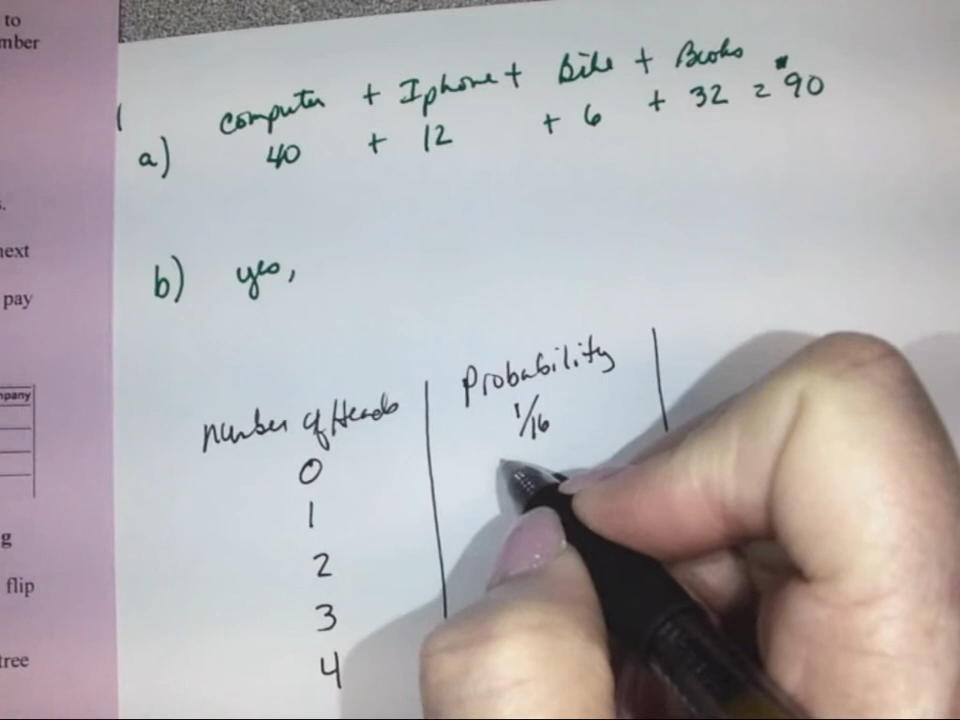 to
mber
s.
next
pay
mpany
g
flip
tree
Computer + Iphone + Bike + Books
a) 40 + 12 + 6 + 32 = 90
b) yes,
number of Heads Probability
0 1/16
1
2
3
4